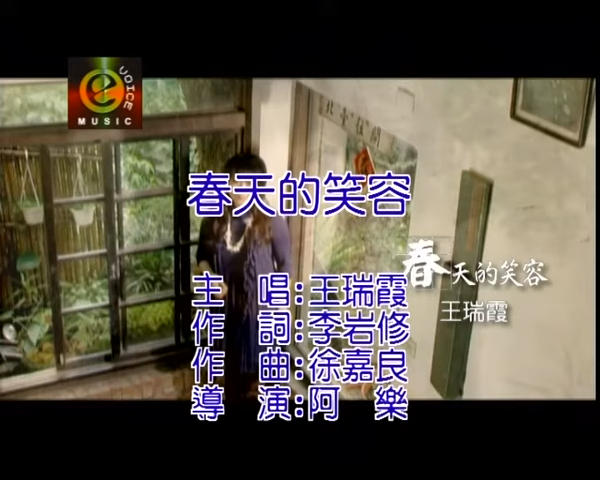 eVOICE
MUSIC
春天的笑容
春天的笑容
王瑞霞
主　唱:王瑞霞
作　詞:李岩修
作　曲:徐嘉良
導　演:阿　樂